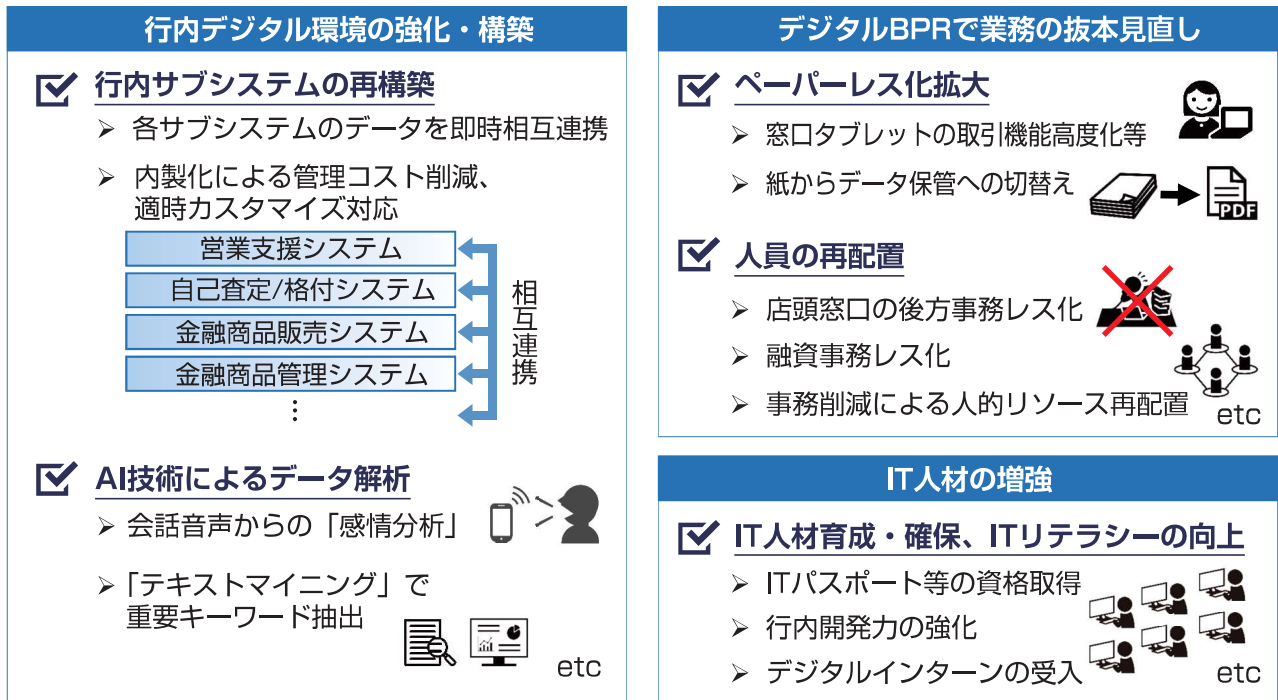 行内デジタル環境の強化・構築
行内サブシステムの再構築
➢ 各サブシステムのデータを即時相互連携
➢ 内製化による管理コスト削減、
適時カスタマイズ対応
営業支援システム
自己査定/格付システム
金融商品販売システム
金融商品管理システム
⋮
相互連携
AI技術によるデータ解析
➢ 会話音声からの「感情分析」
➢ 「テキストマイニング」で
重要キーワード抽出
etc
デジタルBPRで業務の抜本見直し
ペーパーレス化拡大
➢ 窓口タブレットの取引機能高度化等
➢ 紙からデータ保管への切替え
PDF
人員の再配置
➢ 店頭窓口の後方事務レス化
➢ 融資事務レス化
➢ 事務削減による人的リソース再配置
etc
IT人材の増強
IT人材育成・確保、ITリテラシーの向上
➢ ITパスポート等の資格取得
➢ 行内開発力の強化
➢ デジタルインターンの受入
etc